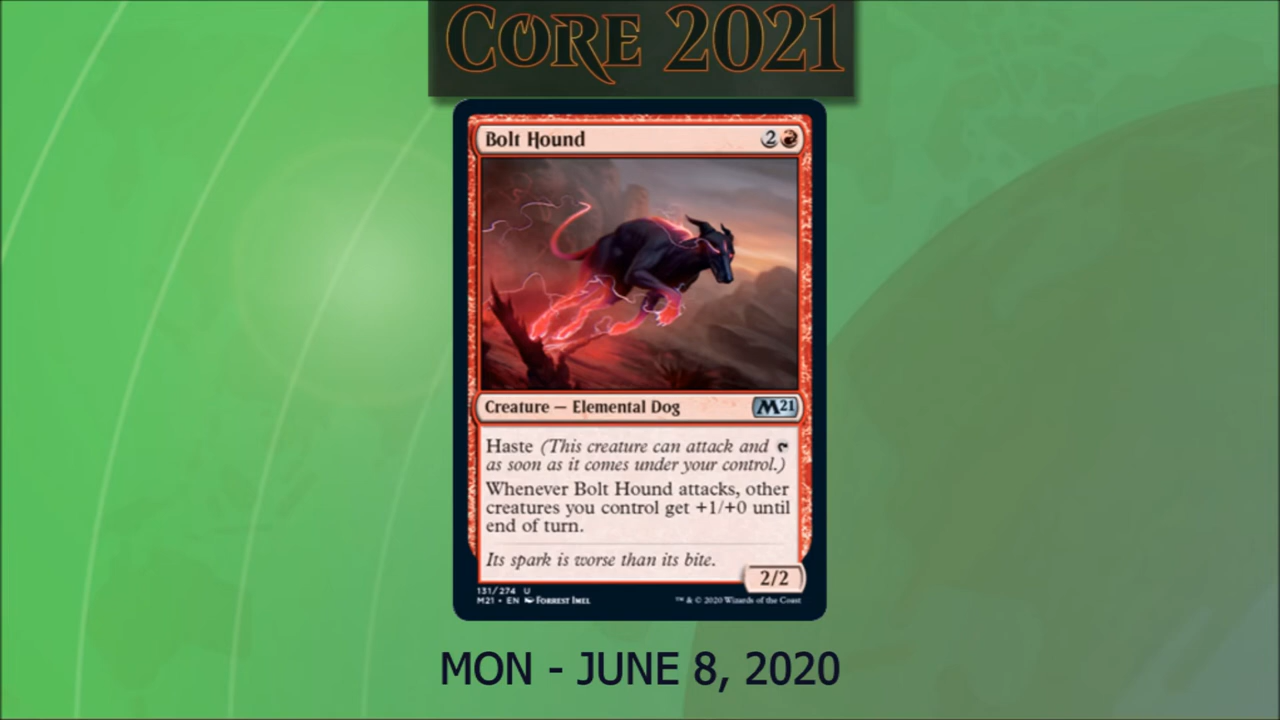 CORE 2021
Bolt Hound 2
Creature — Elemental Dog M21
Haste (This creature can attack and
as soon as it comes under your control.)
Whenever Bolt Hound attacks, other
creatures you control get +1/+0 until
end of turn.
Its spark is worse than its bite.
2/2
131/274 U
M21 • EN Forrest Imel ™ & © 2020 Wizards of the Coast
MON - JUNE 8, 2020